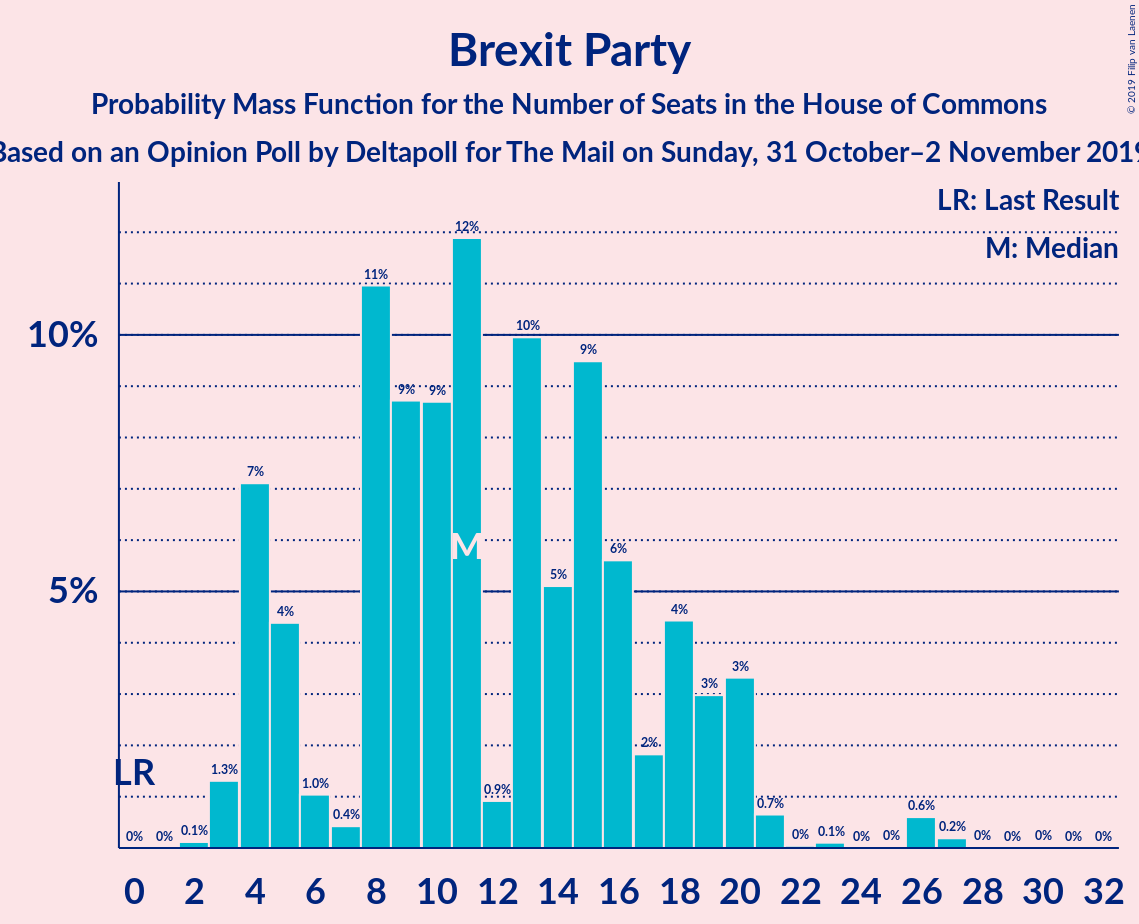 Brexit Party
Probability Mass Function for the Number of Seats in the House of Commons
Based on an Opinion Poll by Deltapoll for The Mail on Sunday, 31 October–2 November 2019
© 2019 Filip van Laenen
LR: Last Result
M: Median
10%
5%
LR
M
0% 0% 0.1% 1.3% 7% 4% 1.0% 0.4% 11% 9% 9% 12% 0.9% 10% 5% 9% 6% 2% 4% 3% 3% 0.7% 0% 0.1% 0% 0% 0.6% 0.2% 0% 0% 0% 0% 0%
0 2 4 6 8 10 12 14 16 18 20 22 24 26 28 30 32